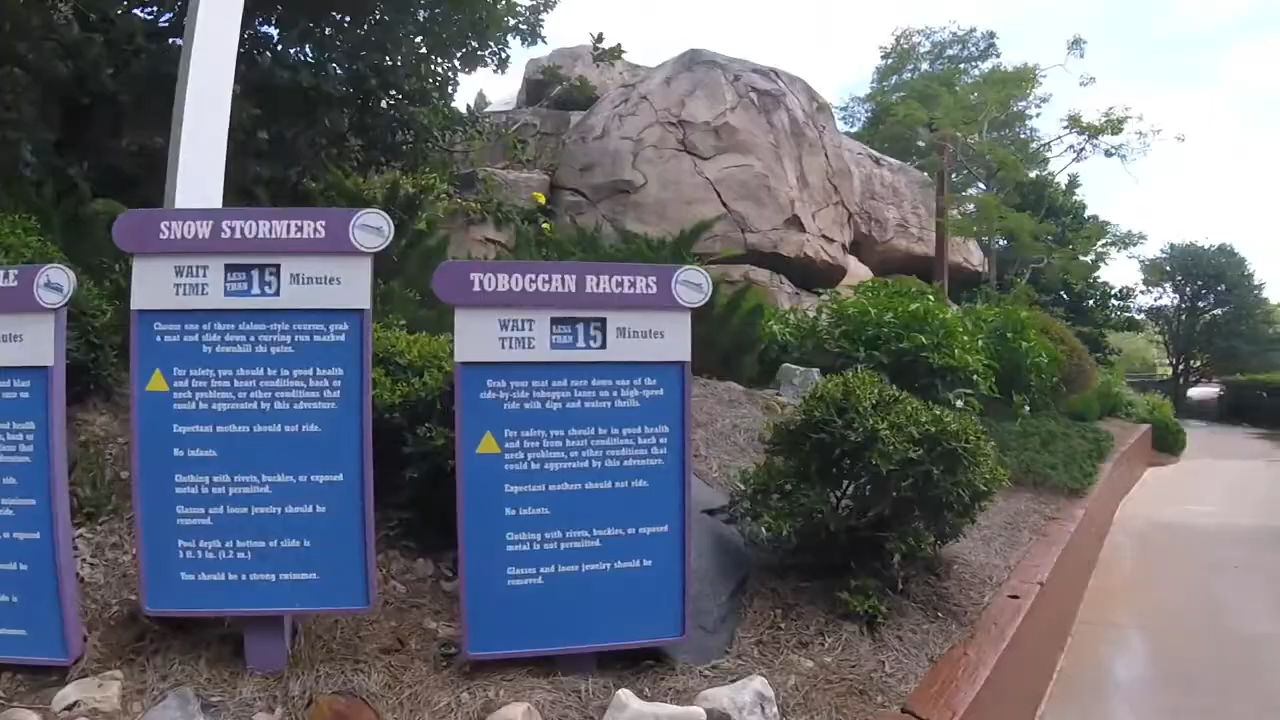 LE
utes
SNOW STORMERS
WAIT TIME LESS THAN 15 Minutes
Choose one of three slalom-style courses, grab
a mat and slide down a curving run marked
by downhill ski gates.
For safety, you should be in good health
and free from heart conditions, back or
neck problems, or other conditions that
could be aggravated by this adventure.
Expectant mothers should not ride.
No infants.
Clothing with rivets, buckles, or exposed
metal is not permitted.
Glasses and loose jewelry should be
removed.
Pool depth at bottom of slide is
3 ft. 3 in. (1.2 m.)
You should be a strong swimmer.
TOBOGGAN RACERS
WAIT TIME LESS THAN 15 Minutes
Grab your mat and race down one of the
side-by-side toboggan lanes on a high-speed
ride with dips and watery thrills.
For safety, you should be in good health
and free from heart conditions, back or
neck problems, or other conditions that
could be aggravated by this adventure.
Expectant mothers should not ride.
No infants.
Clothing with rivets, buckles, or exposed
metal is not permitted.
Glasses and loose jewelry should be
removed.